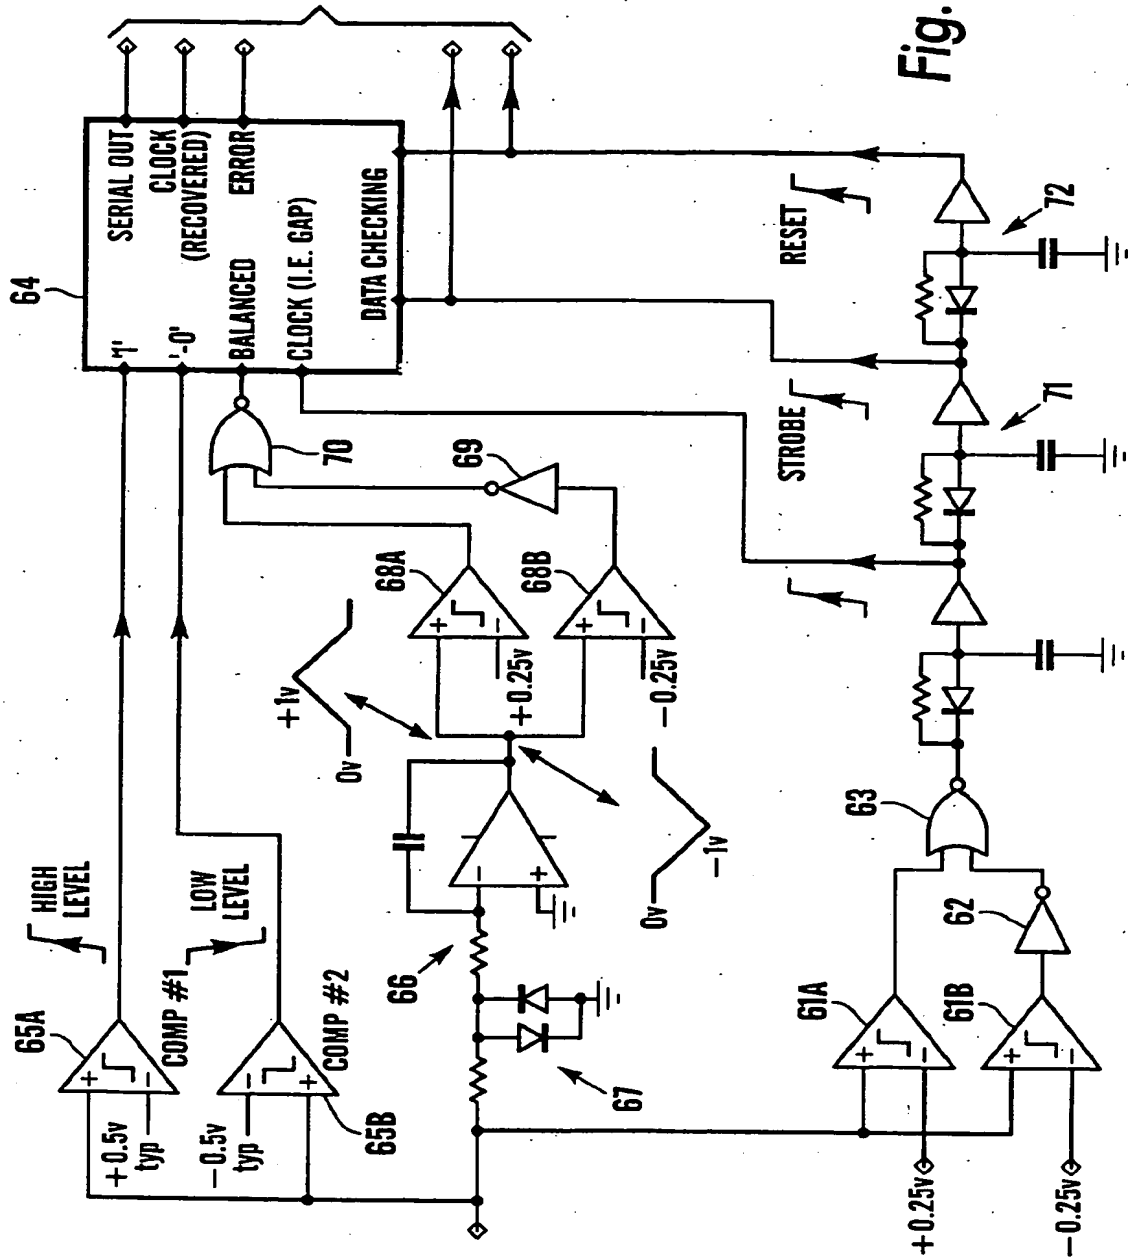 64
'1'
'-0'
BALANCED
CLOCK (I.E. GAP)
DATA CHECKING
SERIAL OUT
CLOCK
(RECOVERED)
ERROR
Fig.
65A
+0.5v
typ
COMP #1
HIGH
LEVEL
65B
-0.5v
typ
COMP #2
LOW
LEVEL
66
67
0v
+1v
0v
-1v
68A
+0.25v
68B
-0.25v
69
70
61A
+0.25v
61B
-0.25v
62
63
STROBE
71
RESET
72